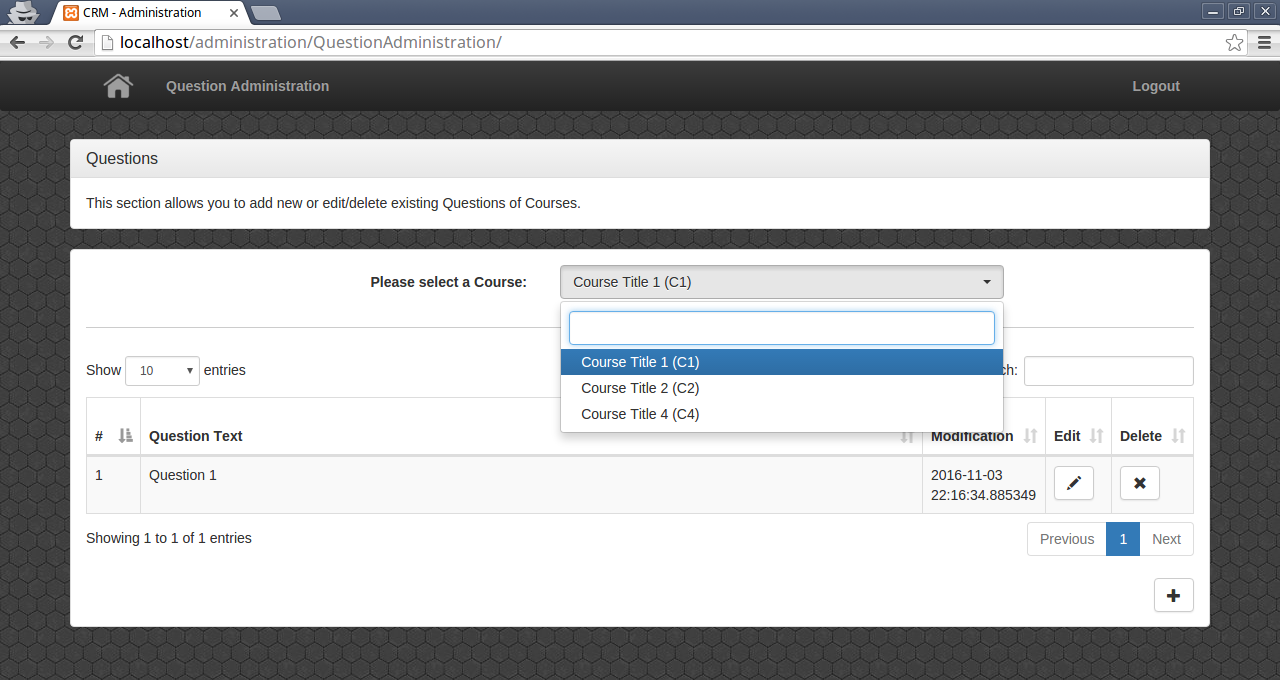 CRM - Administration
localhost/administration/QuestionAdministration/
Question Administration Logout
Questions
This section allows you to add new or edit/delete existing Questions of Courses.
Please select a Course: Course Title 1 (C1)
Course Title 1 (C1)
Course Title 2 (C2)
Course Title 4 (C4)
Show 10 entries
ch:
# Question Text Modification Edit Delete
1 Question 1 2016-11-03
22:16:34.885349
Showing 1 to 1 of 1 entries
Previous 1 Next